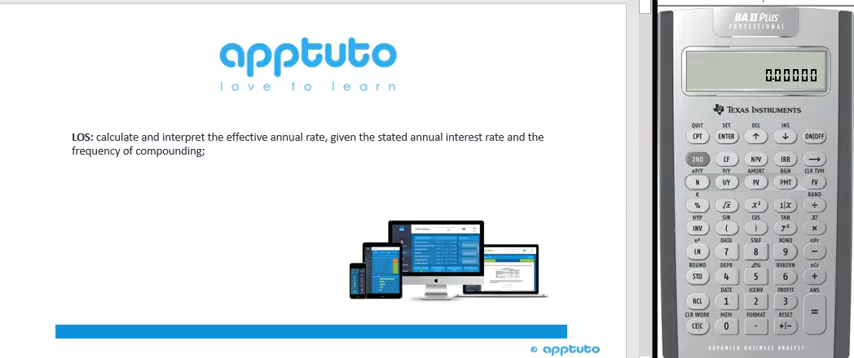 apptuto
love to learn
LOS: calculate and interpret the effective annual rate, given the stated annual interest rate and the
frequency of compounding;
® apptuto
BA II PLUS
PROFESSIONAL
0.00000
TEXAS INSTRUMENTS
QUIT SET DEL INS
CPT ENTER ↑ ↓ ON|OFF
2ND CF NPV IRR →
xP/Y P/Y AMORT BGN CLR TVM
N I/Y PV PMT FV
K RAND
% √x x² 1/x ÷
HYP SIN COS TAN x!
INV ( ) yˣ ×
eˣ DATA STAT BOND nPr
LN 7 8 9 −
ROUND DEPR Δ% BRKEVN nCr
STO 4 5 6 +
DATE ICONV PROFIT ANS
RCL 1 2 3 =
CLR WORK MEM FORMAT RESET
CE|C 0 . +|−
ADVANCED BUSINESS ANALYST